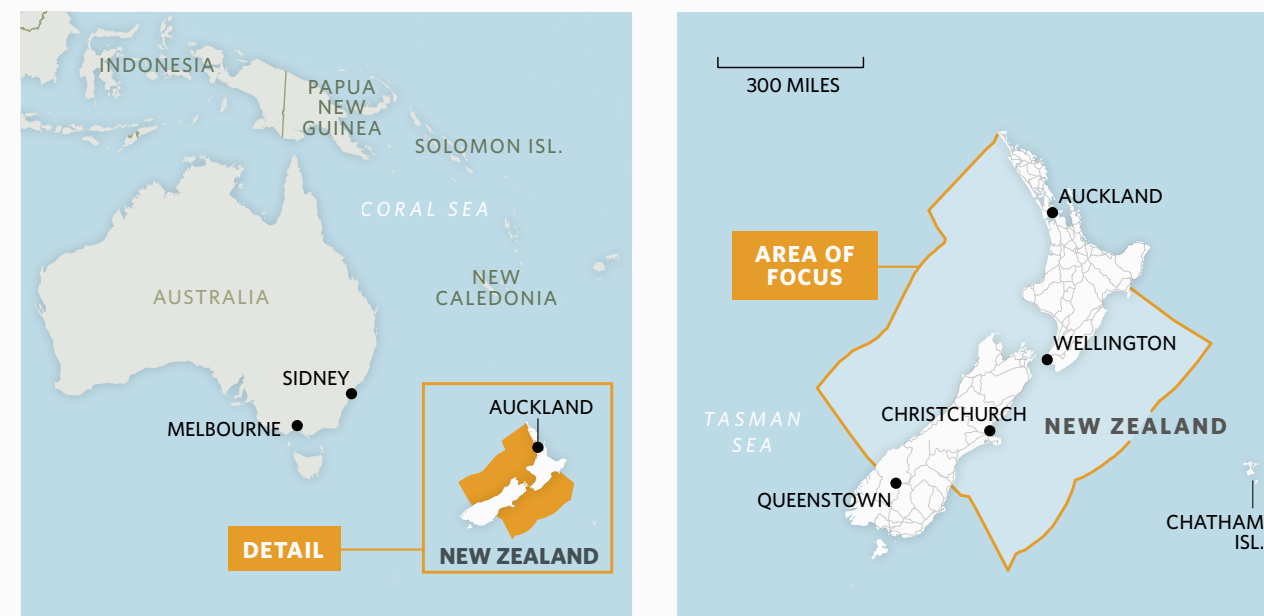 INDONESIA
PAPUA
NEW
GUINEA
SOLOMON ISL.
CORAL SEA
NEW
CALEDONIA
AUSTRALIA
SIDNEY
MELBOURNE
AUCKLAND
DETAIL
NEW ZEALAND
300 MILES
AUCKLAND
AREA OF
FOCUS
WELLINGTON
CHRISTCHURCH
TASMAN
SEA
NEW ZEALAND
QUEENSTOWN
CHATHAM
ISL.